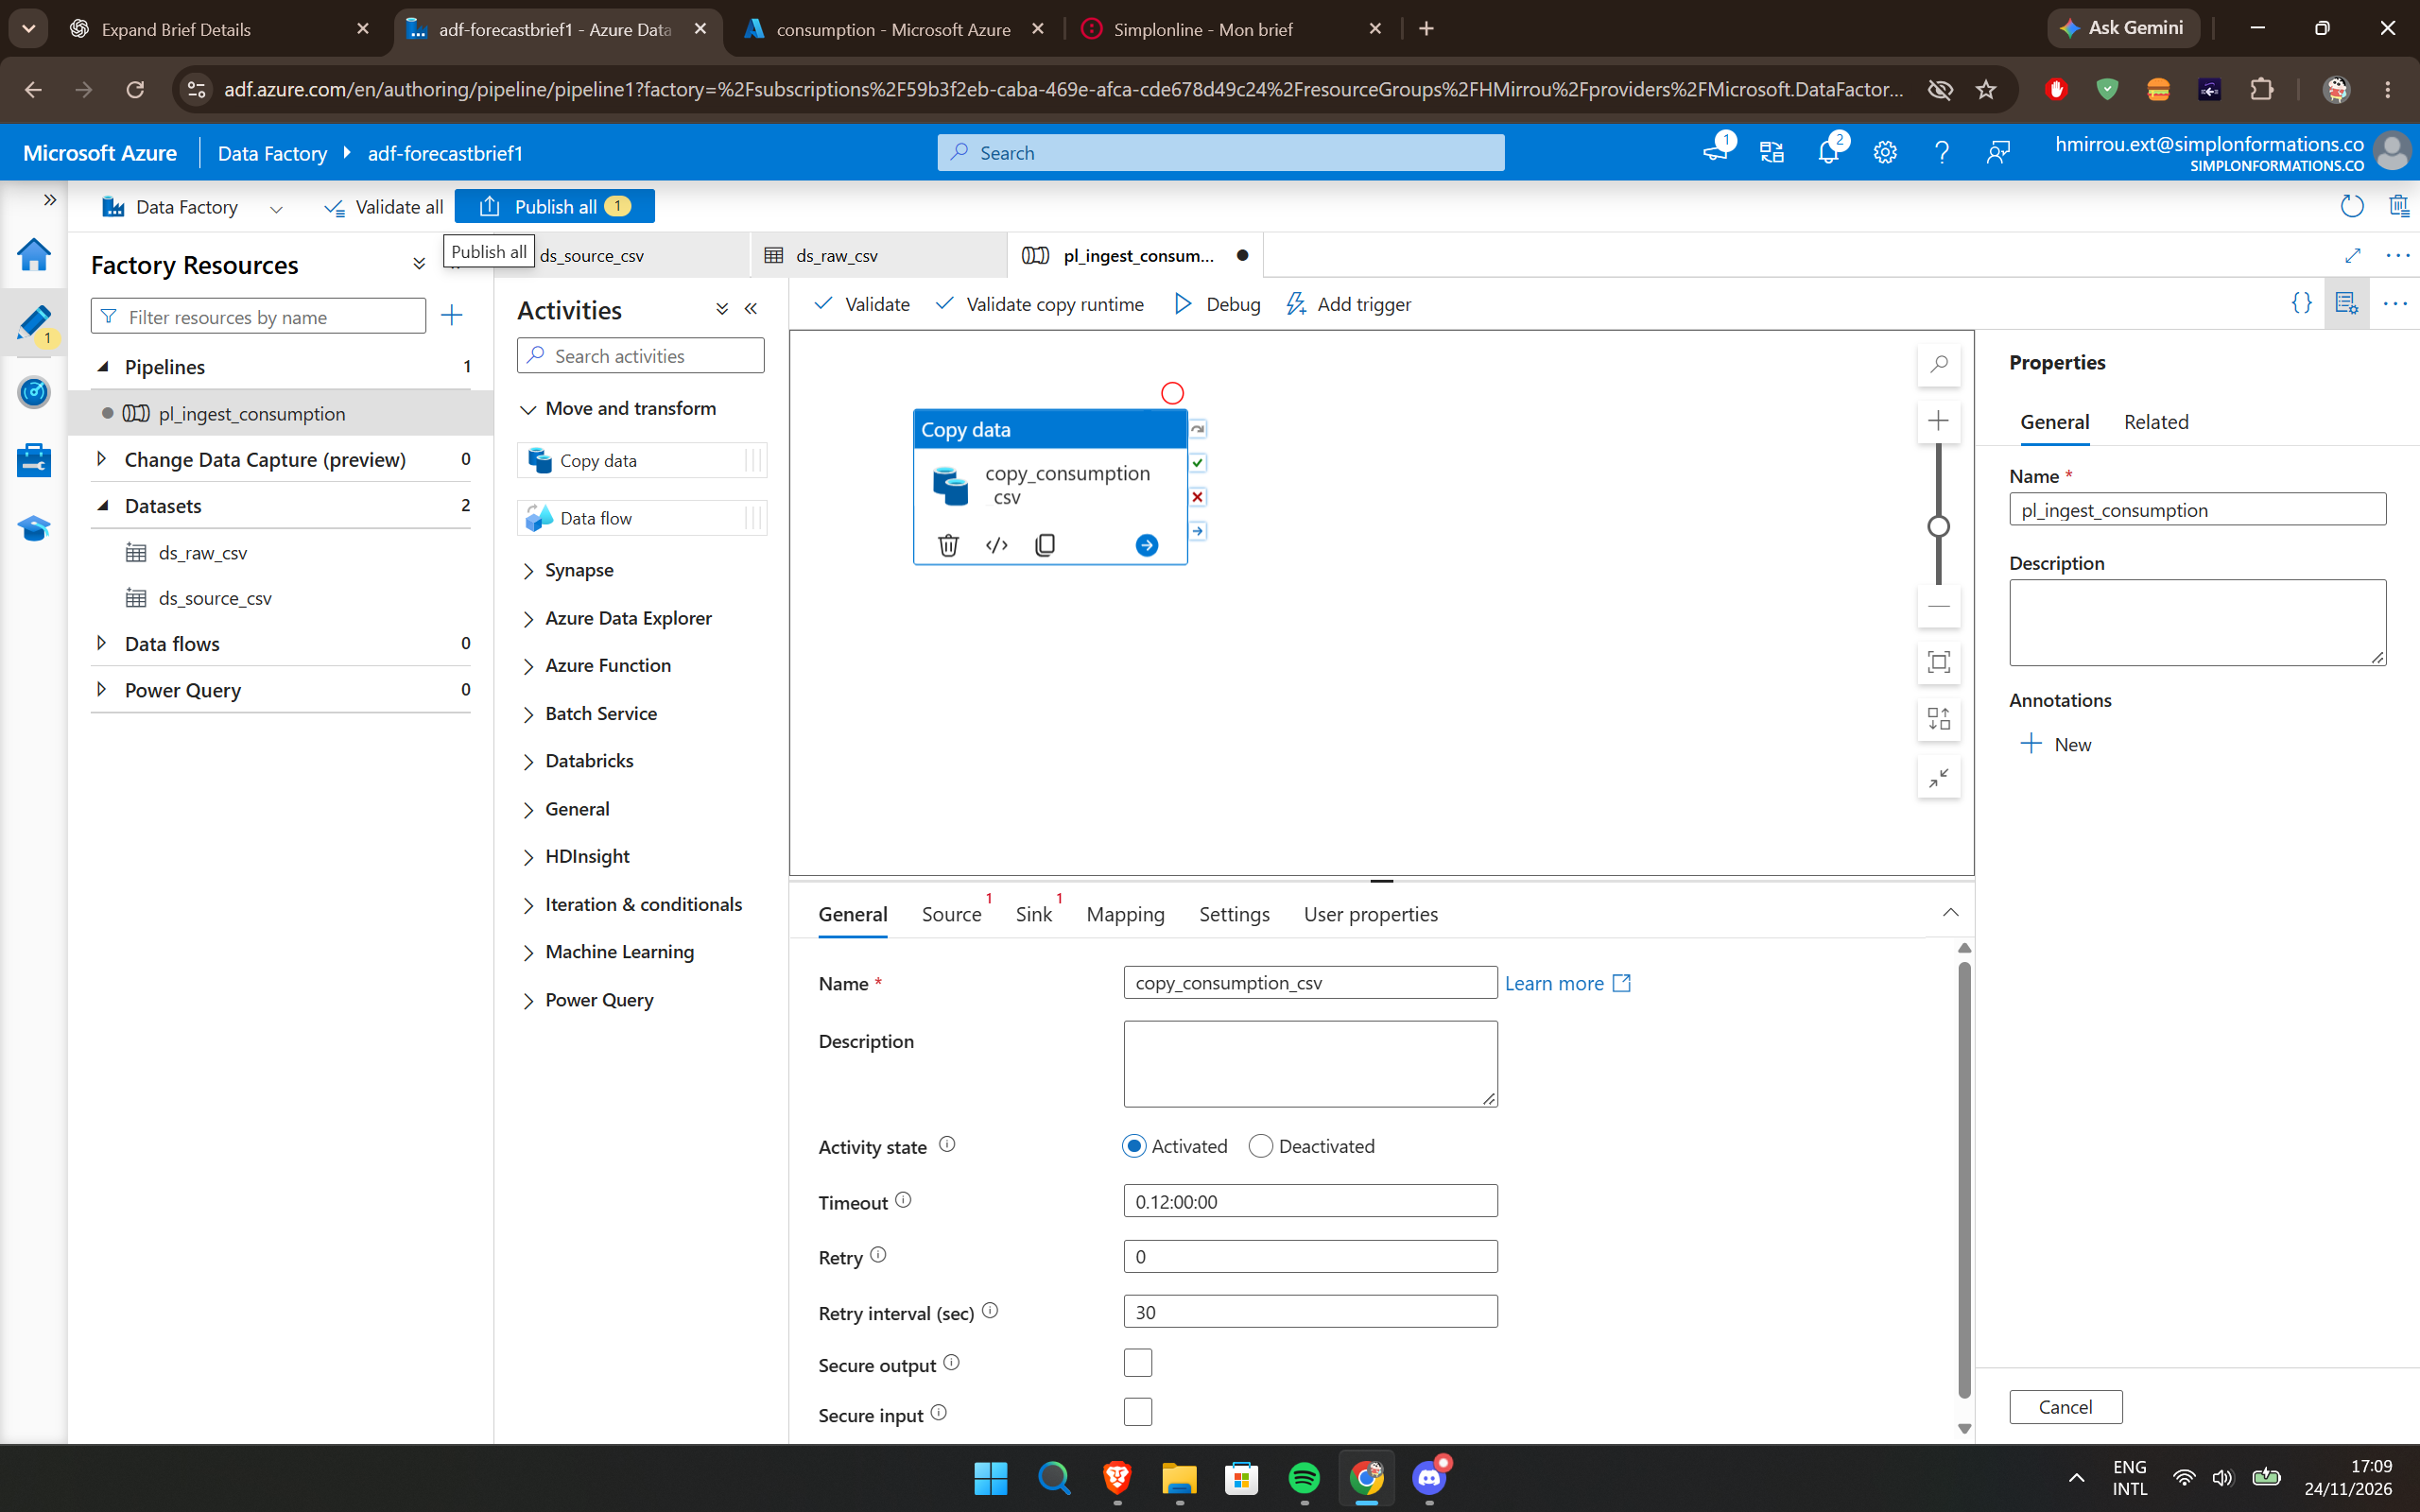 Expand Brief Details
adf-forecastbrief1 - Azure Data
consumption - Microsoft Azure
Simplonline - Mon brief
Ask Gemini
adf.azure.com/en/authoring/pipeline/pipeline1?factory=%2Fsubscriptions%2F59b3f2eb-caba-469e-afca-cde678d49c24%2FresourceGroups%2FHMirrou%2Fproviders%2FMicrosoft.DataFactor...
Microsoft Azure
Data Factory
adf-forecastbrief1
Search
1
2
hmirrou.ext@simplonformations.co
SIMPLONFORMATIONS.CO
Data Factory
Validate all
Publish all 1
Publish all
ds_source_csv
ds_raw_csv
pl_ingest_consum...
Factory Resources
Filter resources by name
1
Pipelines 1
pl_ingest_consumption
Change Data Capture (preview) 0
Datasets 2
ds_raw_csv
ds_source_csv
Data flows 0
Power Query 0
Activities
Search activities
Move and transform
Copy data
Data flow
Synapse
Azure Data Explorer
Azure Function
Batch Service
Databricks
General
HDInsight
Iteration & conditionals
Machine Learning
Power Query
Validate
Validate copy runtime
Debug
Add trigger
Copy data
copy_consumption
_csv
General
Source 1
Sink 1
Mapping
Settings
User properties
Name *
copy_consumption_csv
Learn more
Description
Activity state
Activated
Deactivated
Timeout
0.12:00:00
Retry
0
Retry interval (sec)
30
Secure output
Secure input
Properties
General
Related
Name *
pl_ingest_consumption
Description
Annotations
New
Cancel
ENG
INTL
17:09
24/11/2026